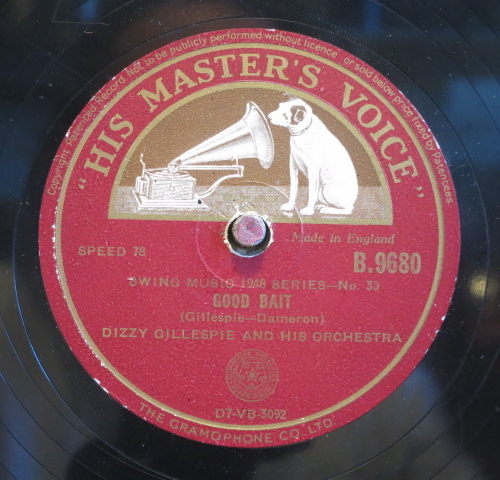 Copyright Patented Record Not to be publicly performed without licence or sold below price fixed by Patentees.
"HIS MASTER'S VOICE"
Made in England
SPEED 78
B.9680
SWING MUSIC 1948 SERIES—No. 30
GOOD BAIT
(Gillespie—Dameron)
DIZZY GILLESPIE AND HIS ORCHESTRA
D7-VB-3092
THE GRAMOPHONE CO LTD